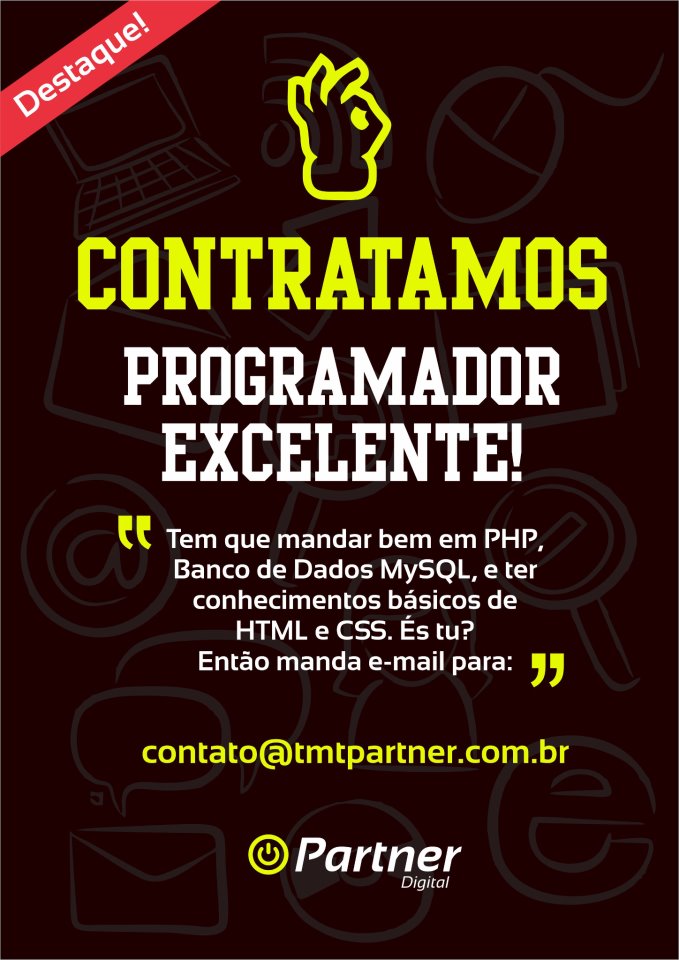 Destaque!
CONTRATAMOS
PROGRAMADOR
EXCELENTE!
" Tem que mandar bem em PHP,
Banco de Dados MySQL, e ter
conhecimentos básicos de
HTML e CSS. És tu?
Então manda e-mail para: "
contato@tmtpartner.com.br
Partner
Digital